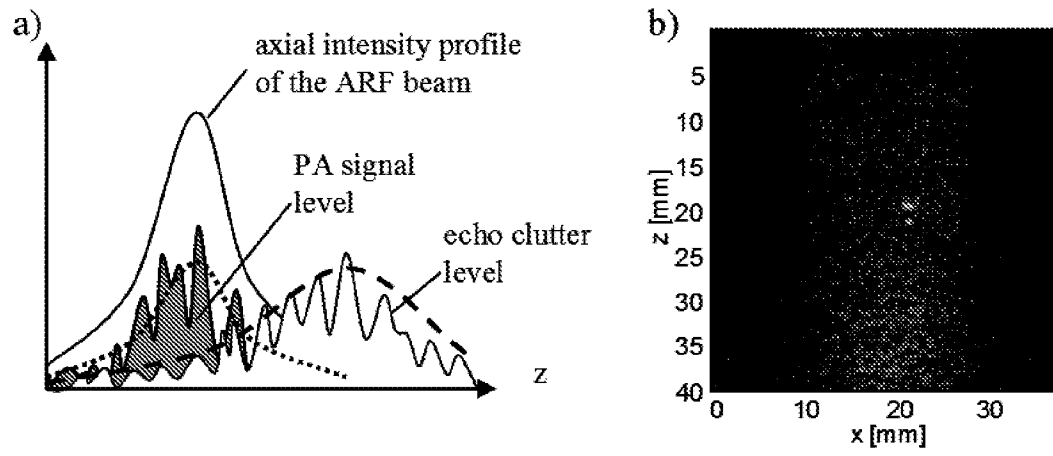 a)
axial intensity profile
of the ARF beam
PA signal
level
echo clutter
level
z
b)
5
10
15
20
25
30
35
40
z [mm]
0 10 20 30
x [mm]